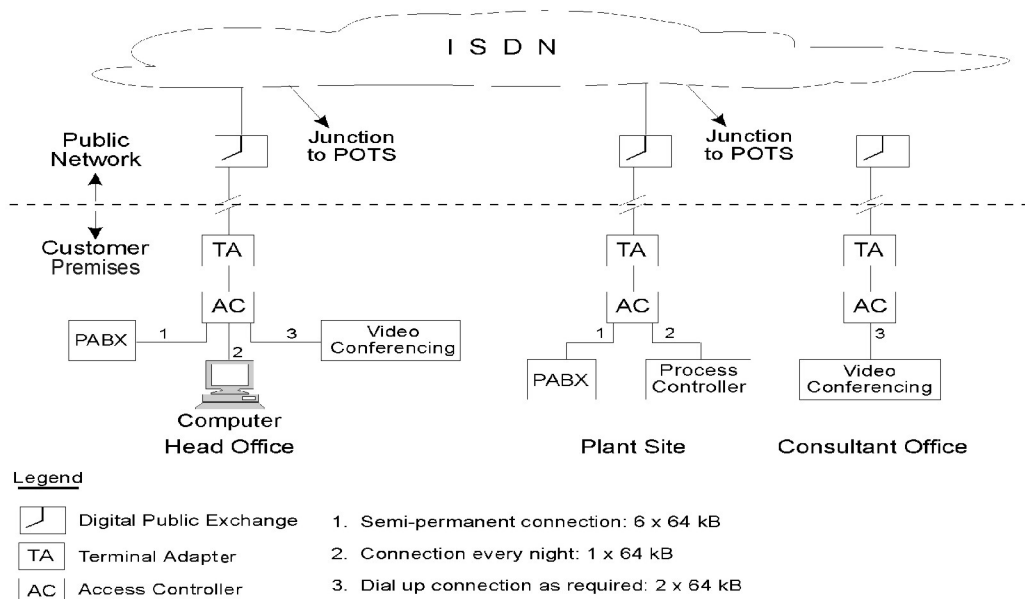 I S D N
Junction
to POTS
Junction
to POTS
Public
Network
Customer
Premises
TA
TA
TA
AC
AC
AC
PABX
1
2
3
Video
Conferencing
Computer
Head Office
1
2
PABX
Process
Controller
Plant Site
3
Video
Conferencing
Consultant Office
Legend
Digital Public Exchange
TA Terminal Adapter
AC Access Controller
1. Semi-permanent connection: 6 x 64 kB
2. Connection every night: 1 x 64 kB
3. Dial up connection as required: 2 x 64 kB